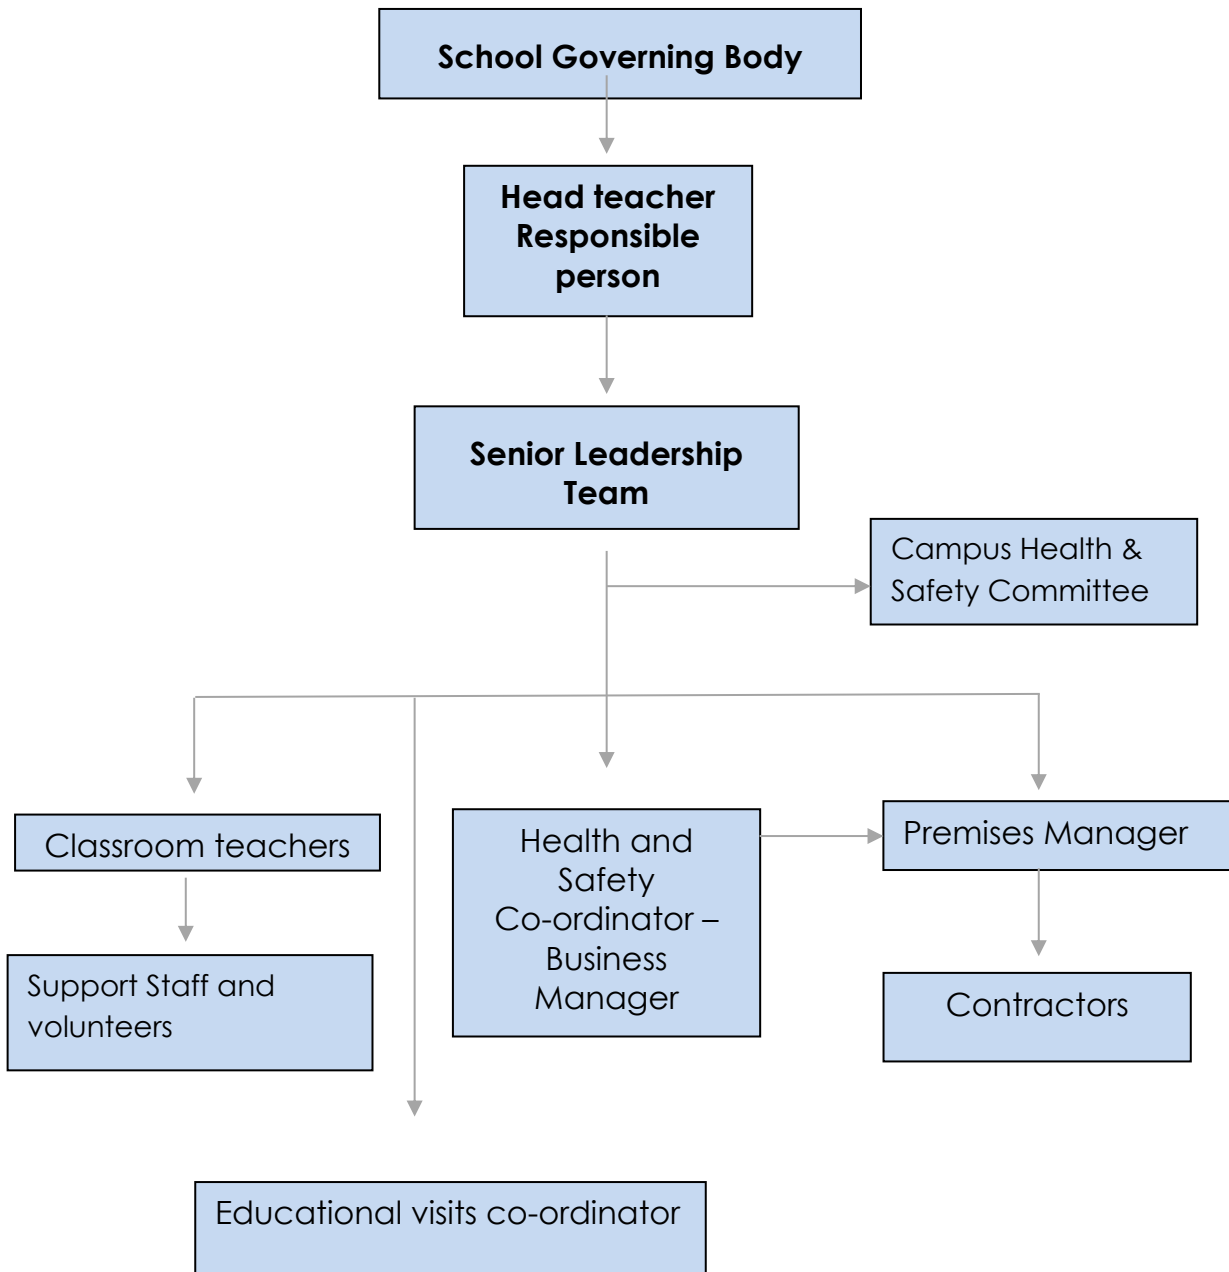 School Governing Body
Head teacher
Responsible
person
Senior Leadership
Team
Campus Health &
Safety Committee
Classroom teachers
Health and
Safety
Co-ordinator –
Business
Manager
Premises Manager
Support Staff and
volunteers
Contractors
Educational visits co-ordinator